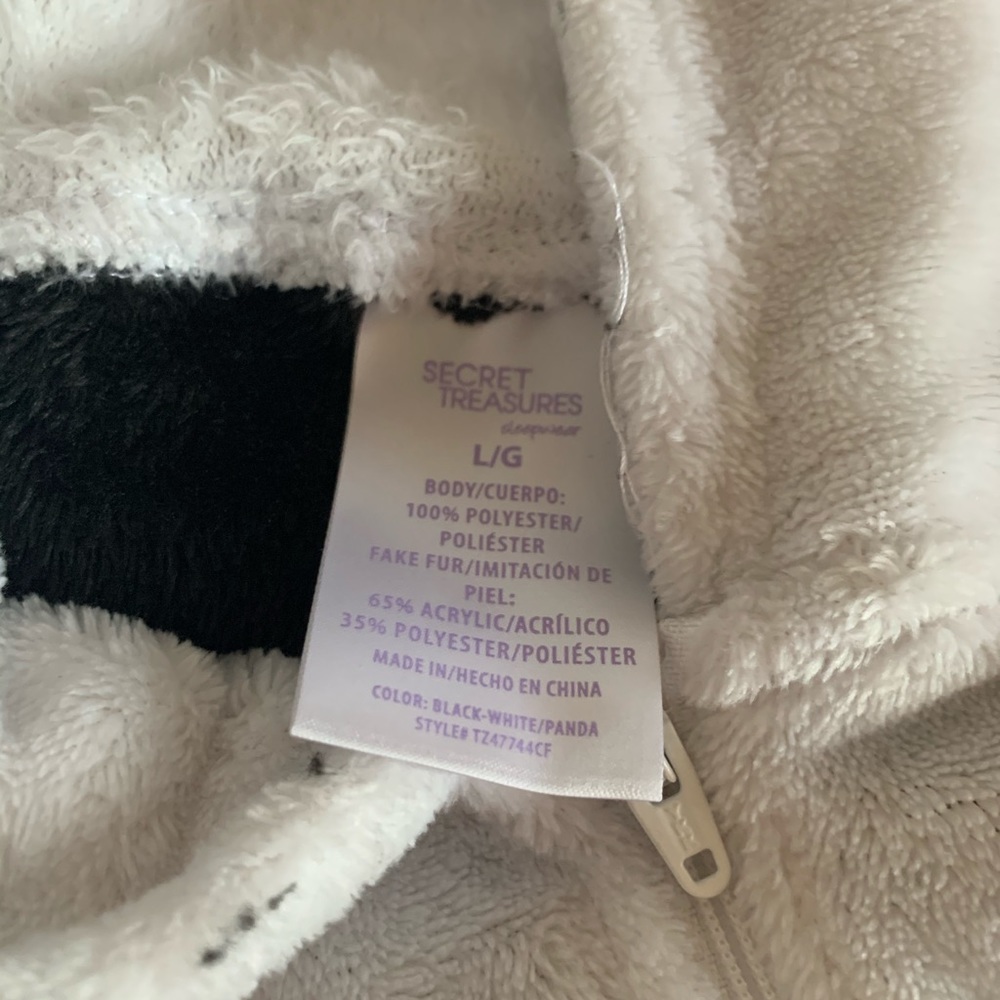 SECRET
TREASURES
sleepwear
L/G
BODY/CUERPO:
100% POLYESTER/
POLIÉSTER
FAKE FUR/IMITACIÓN DE
PIEL:
65% ACRYLIC/ACRÍLICO
35% POLYESTER/POLIÉSTER
MADE IN/HECHO EN CHINA
COLOR: BLACK-WHITE/PANDA
STYLE# TZ47744CF